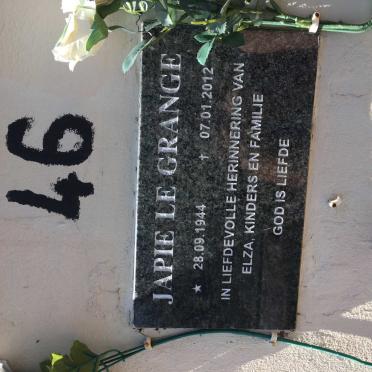 46
JAPIE LE GRANGE
★ 28.09.1944 † 07.01.2012
IN LIEFDEVOLLE HERINNERING VAN
ELZA, KINDERS EN FAMILIE
GOD IS LIEFDE